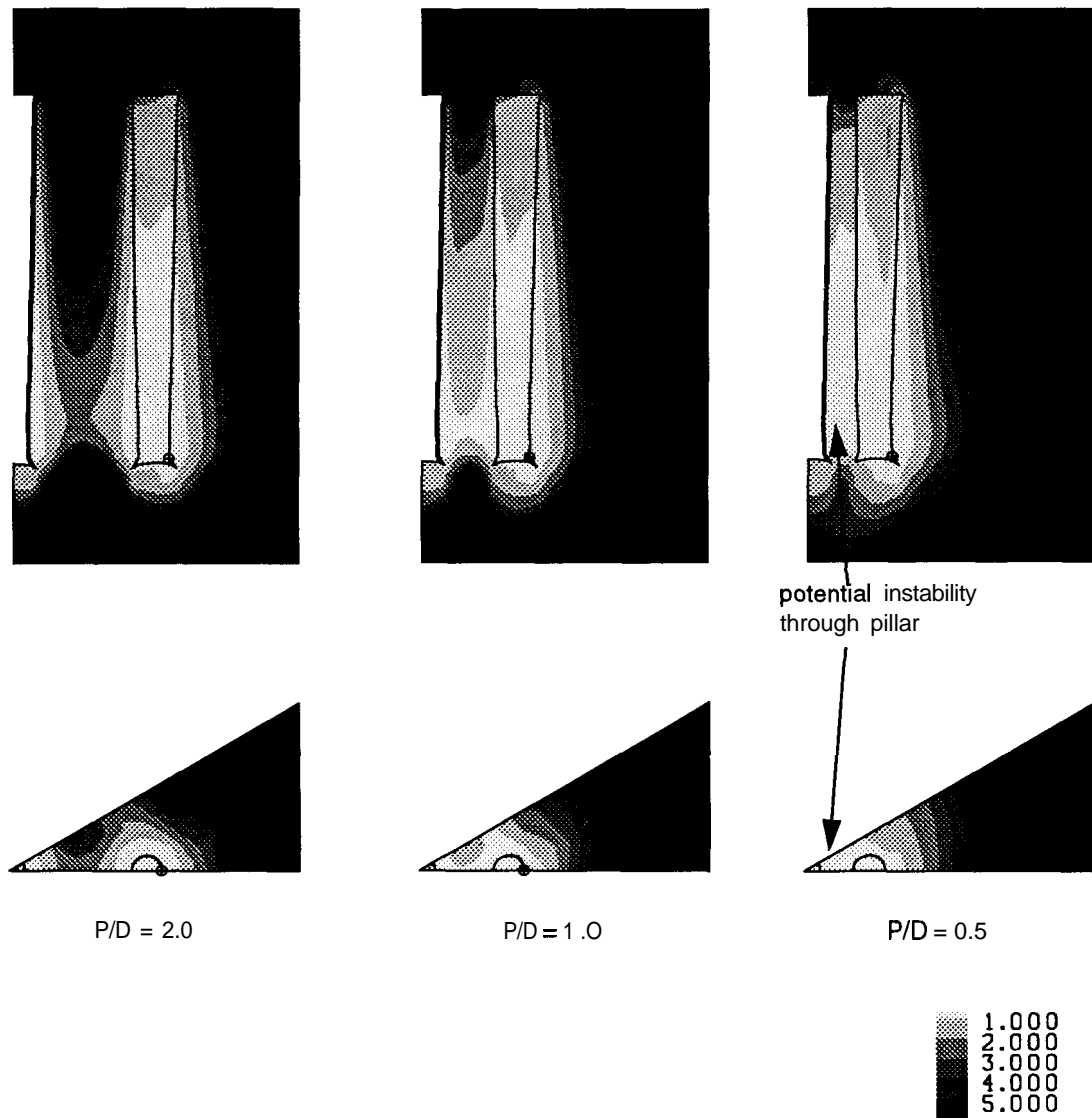 potential instability
through pillar
P/D = 2.0
P/D = 1 .O
P/D = 0.5
1.000
2.000
3.000
4.000
5.000